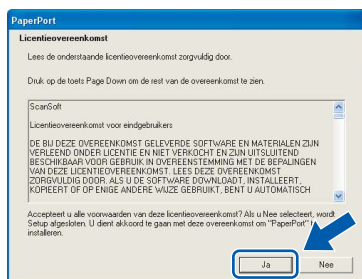 PaperPort
Licentieovereenkomst
Lees de onderstaande licentieovereenkomst zorgvuldig door.
Druk op de toets Page Down om de rest van de overeenkomst te zien.
ScanSoft
Licentieovereenkomst voor eindgebruikers
DE BIJ DEZE OVEREENKOMST GELEVERDE SOFTWARE EN MATERIALEN ZIJN
VERLEEND ONDER LICENTIE EN NIET VERKOCHT EN ZIJN UITSLUITEND
BESCHIKBAAR VOOR GEBRUIK IN OVEREENSTEMMING MET DE BEPALINGEN
VAN DEZE LICENTIEOVEREENKOMST. LEES DEZE OVEREENKOMST
ZORGVULDIG DOOR. ALS U DE SOFTWARE DOWNLOADT, INSTALLEERT,
KOPIEERT OF OP ENIGE ANDERE WIJZE GEBRUIKT, BENT U AUTOMATISCH
Accepteert u alle voorwaarden van deze licentieovereenkomst? Als u Nee selecteert, wordt
Setup afgesloten. U dient akkoord te gaan met deze overeenkomst om "PaperPort" te
installeren.
Ja
Nee